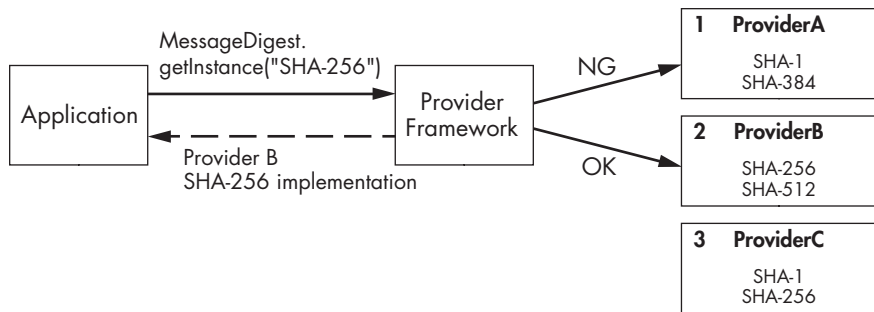 MessageDigest.
getInstance("SHA-256")
Application
Provider
Framework
Provider B
SHA-256 implementation
NG
OK
1 ProviderA
SHA-1
SHA-384
2 ProviderB
SHA-256
SHA-512
3 ProviderC
SHA-1
SHA-256